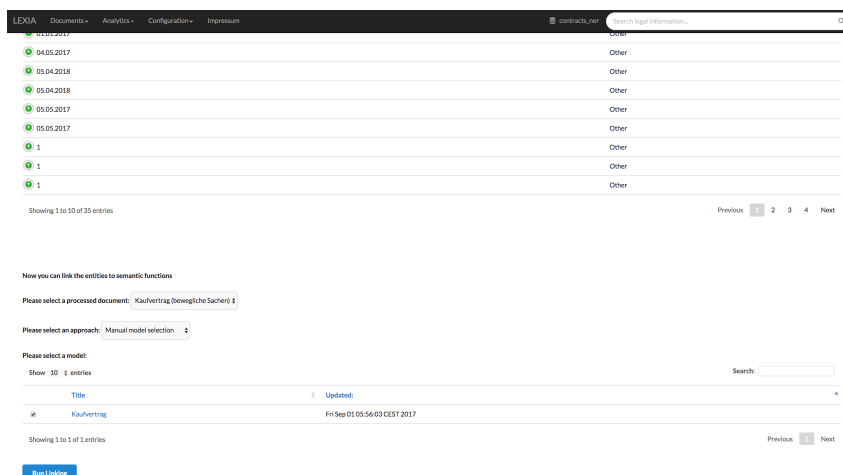 LEXIA Documents Analytics Configuration Impressum contracts_ner Search legal information...
01.01.2017 Other
04.05.2017 Other
05.04.2018 Other
05.04.2018 Other
05.05.2017 Other
05.05.2017 Other
1 Other
1 Other
1 Other
Showing 1 to 10 of 35 entries Previous 1 2 3 4 Next
Now you can link the entities to semantic functions
Please select a processed document: Kaufvertrag (bewegliche Sachen)
Please select an approach: Manual model selection
Please select a model:
Show 10 entries Search:
Title Updated:
Kaufvertrag Fri Sep 01 05:56:03 CEST 2017
Showing 1 to 1 of 1 entries Previous 1 Next
Run Linking